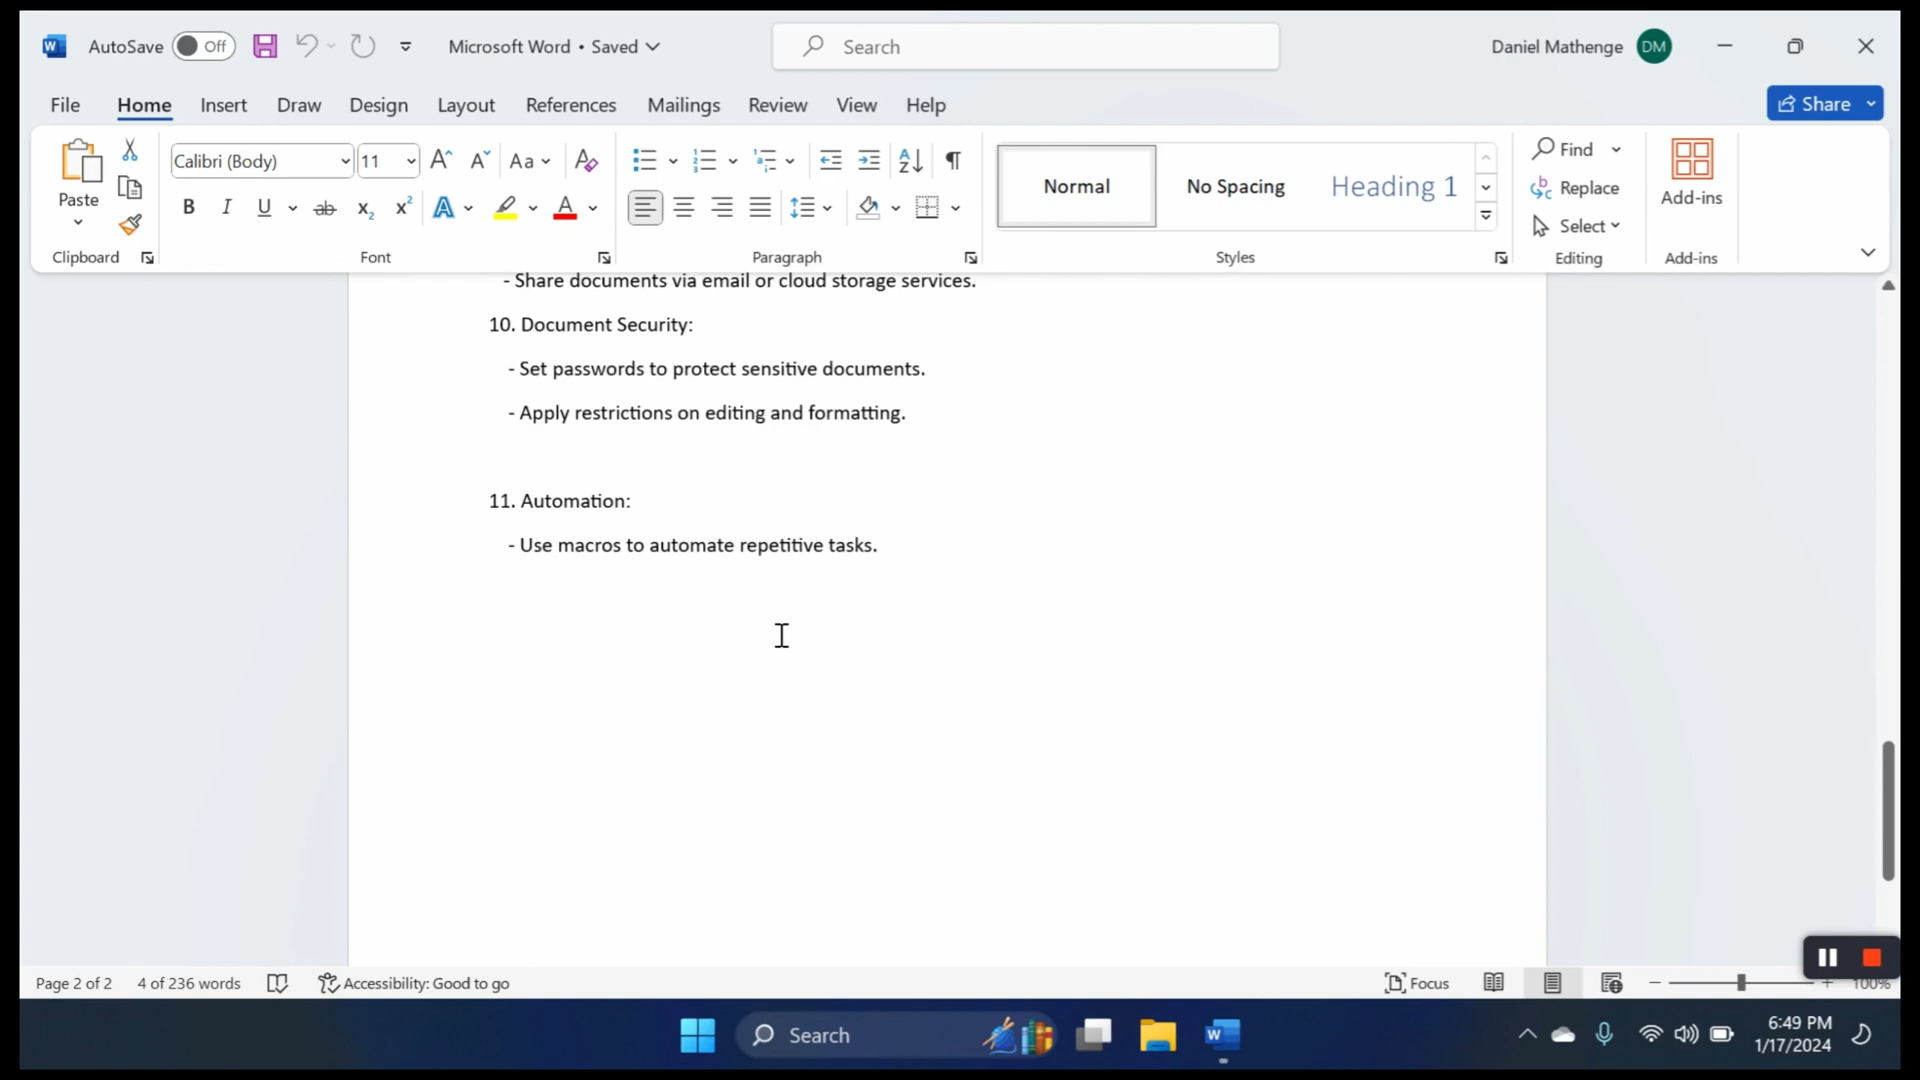 AutoSave Off Microsoft Word • Saved Search Daniel Mathenge DM
File Home Insert Draw Design Layout References Mailings Review View Help Share
Paste Calibri (Body) 11 Aa Normal No Spacing Heading 1 Find Replace Select Add-ins
Clipboard Font Paragraph Styles Editing Add-ins
- Share documents via email or cloud storage services.
10. Document Security:
- Set passwords to protect sensitive documents.
- Apply restrictions on editing and formatting.
11. Automation:
- Use macros to automate repetitive tasks.
Page 2 of 2 4 of 236 words Accessibility: Good to go Focus 100%
Search 6:49 PM
1/17/2024